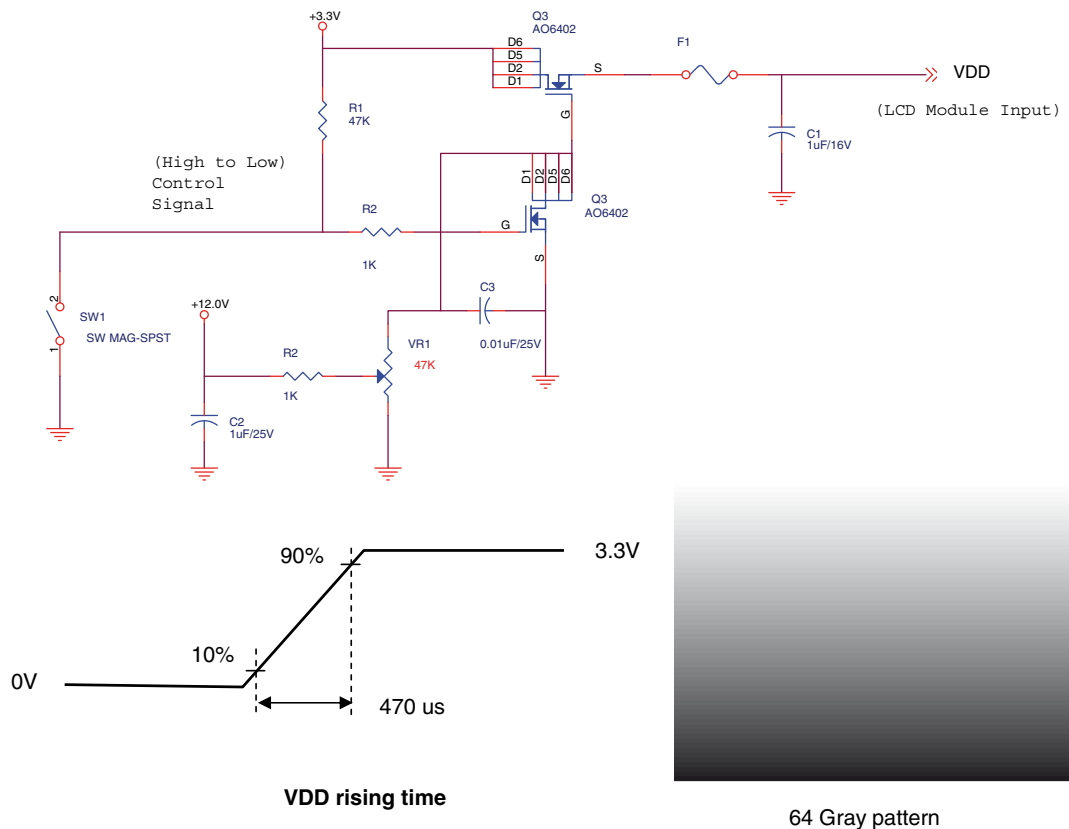 +3.3V
Q3
AO6402
D6
D5
D2
D1
S
G
F1
VDD
(LCD Module Input)
R1
47K
C1
1uF/16V
(High to Low)
Control
Signal
D1
D2
D5
D6
Q3
AO6402
R2
G
1K
S
2
SW1
SW MAG-SPST
1
+12.0V
C3
0.01uF/25V
VR1
47K
R2
1K
C2
1uF/25V
90%
3.3V
10%
0V
470 us
VDD rising time
64 Gray pattern